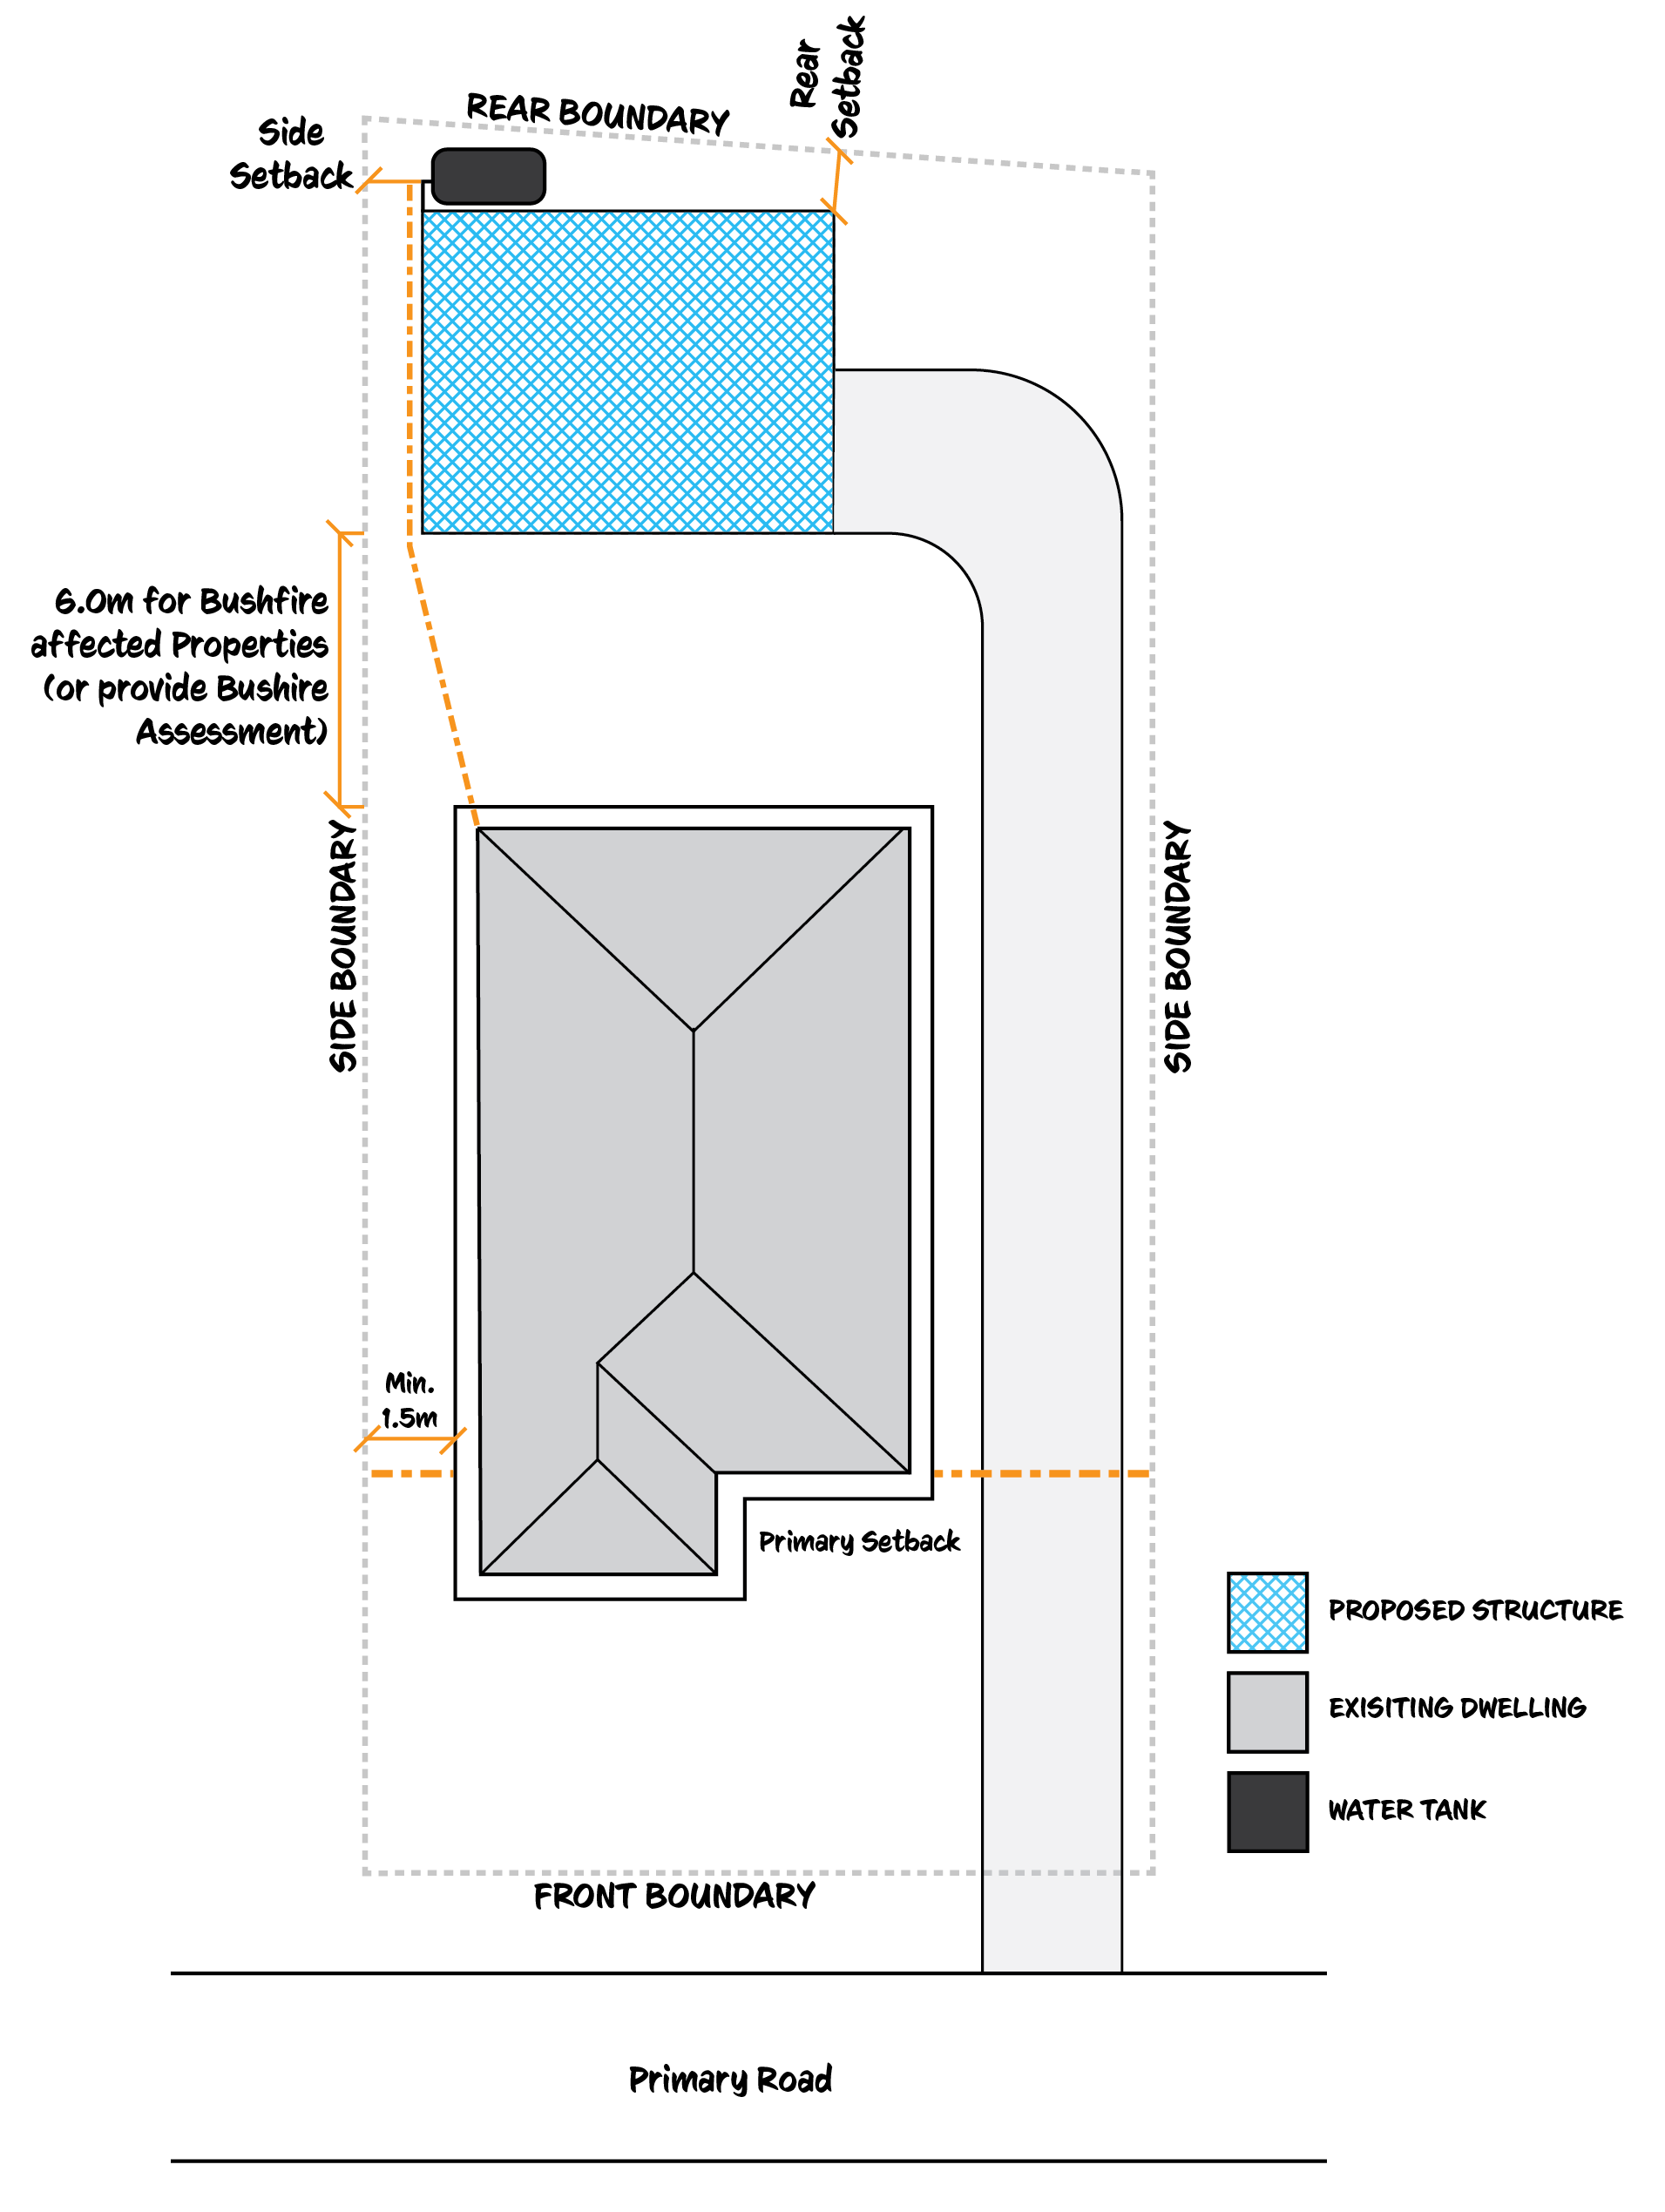 Rear
Setback
REAR BOUNDARY
Side
Setback
6.0m for Bushfire
affected Properties
(or provide Bushire
Assessment)
SIDE BOUNDARY
SIDE BOUNDARY
Min.
1.5m
Primary Setback
PROPOSED STRUCTURE
EXISITING DWELLING
WATER TANK
FRONT BOUNDARY
Primary Road